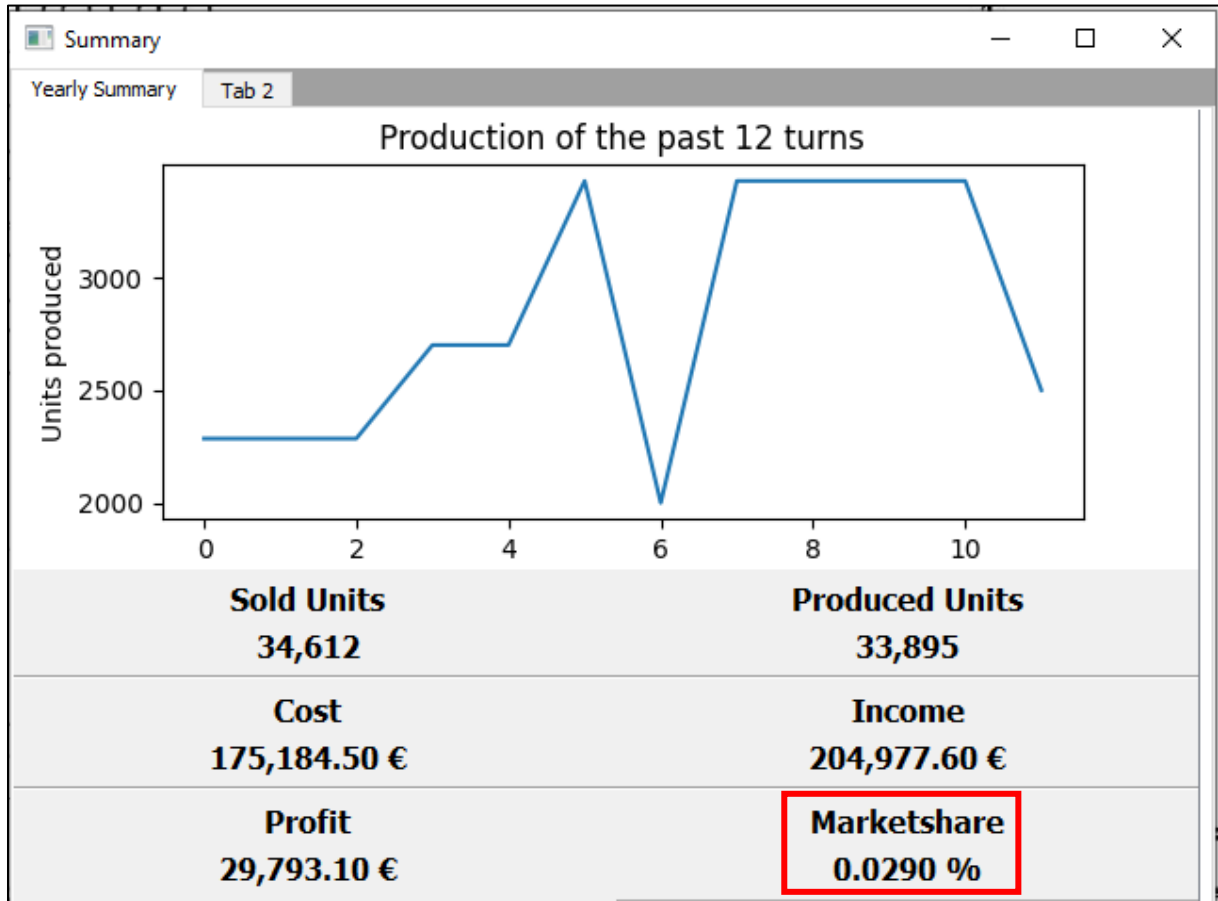 Summary
Yearly Summary Tab 2
Production of the past 12 turns
Units produced
3000
2500
2000
0 2 4 6 8 10
Sold Units Produced Units
34,612 33,895
Cost Income
175,184.50 € 204,977.60 €
Profit Marketshare
29,793.10 € 0.0290 %